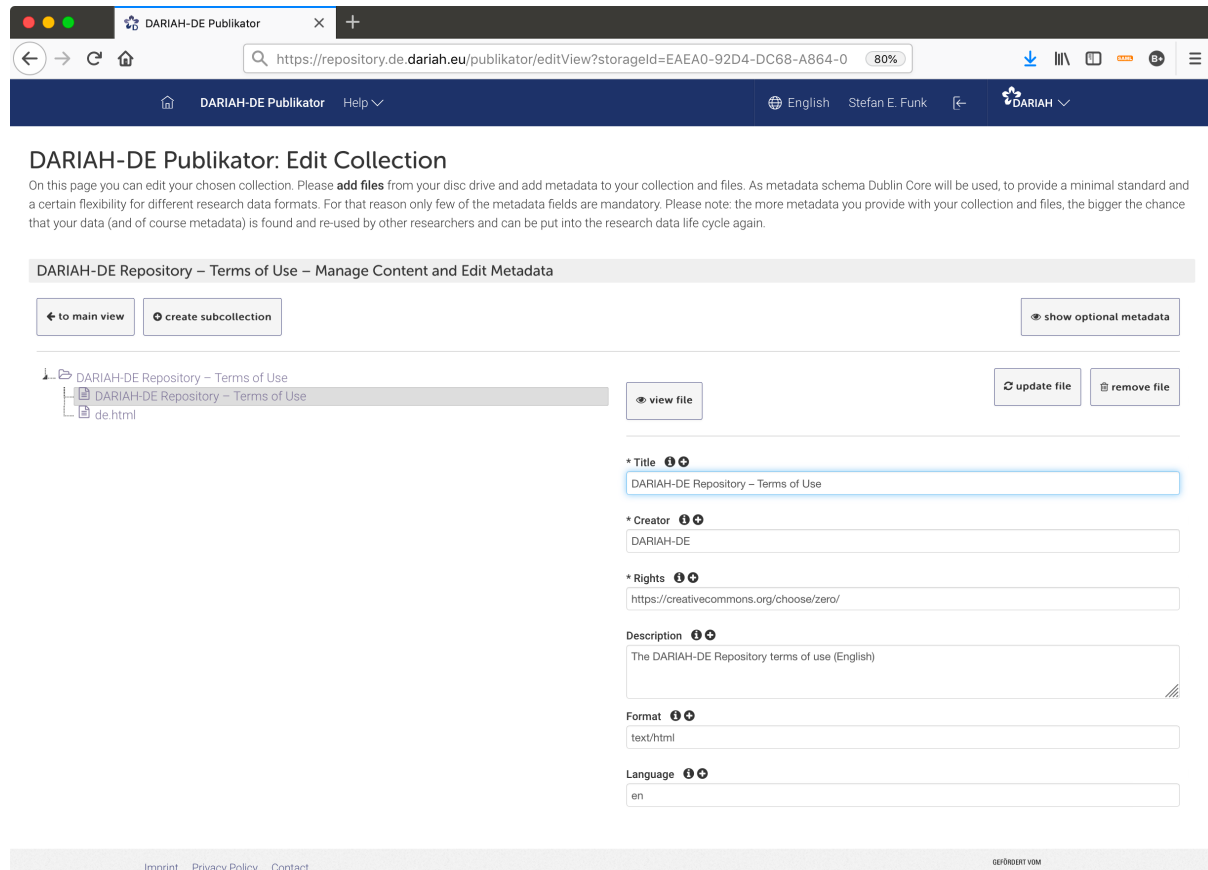 DARIAH-DE Publikator
https://repository.de.dariah.eu/publikator/editView?storageId=EAEA0-92D4-DC68-A864-0 80%
DARIAH-DE Publikator Help English Stefan E. Funk DARIAH
DARIAH-DE Publikator: Edit Collection
On this page you can edit your chosen collection. Please add files from your disc drive and add metadata to your collection and files. As metadata schema Dublin Core will be used, to provide a minimal standard and
a certain flexibility for different research data formats. For that reason only few of the metadata fields are mandatory. Please note: the more metadata you provide with your collection and files, the bigger the chance
that your data (and of course metadata) is found and re-used by other researchers and can be put into the research data life cycle again.
DARIAH-DE Repository – Terms of Use – Manage Content and Edit Metadata
to main view create subcollection show optional metadata
DARIAH-DE Repository – Terms of Use
DARIAH-DE Repository – Terms of Use
de.html
view file update file remove file
* Title
DARIAH-DE Repository – Terms of Use
* Creator
DARIAH-DE
* Rights
https://creativecommons.org/choose/zero/
Description
The DARIAH-DE Repository terms of use (English)
Format
text/html
Language
en
Imprint Privacy Policy Contact
GEFÖRDERT VOM